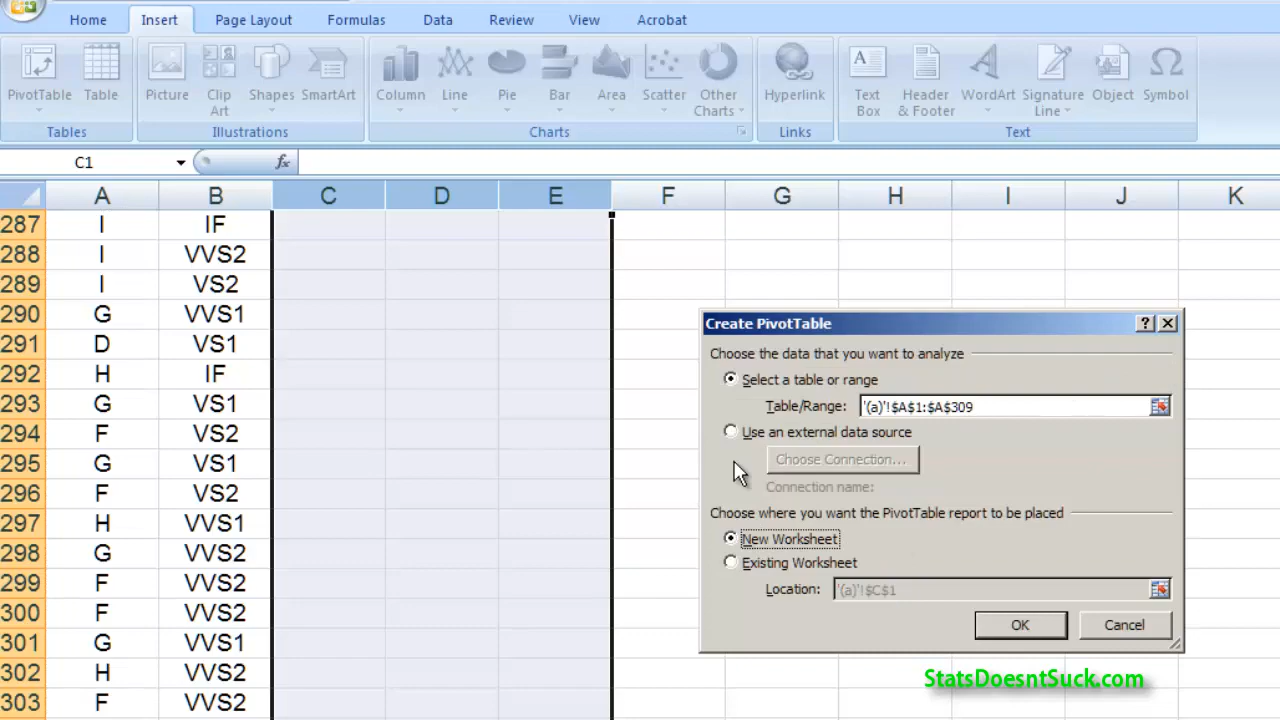 Home Insert Page Layout Formulas Data Review View Acrobat
PivotTable Table Picture Clip Art Shapes SmartArt Column Line Pie Bar Area Scatter Other Charts Hyperlink Text Box Header & Footer WordArt Signature Line Object Symbol
Tables Illustrations Charts Links Text
C1 fx
A B C D E F G H I J K
287 I IF
288 I VVS2
289 I VS2
290 G VVS1
291 D VS1
292 H IF
293 G VS1
294 F VS2
295 G VS1
296 F VS2
297 H VVS1
298 G VVS2
299 F VVS2
300 F VVS2
301 G VVS1
302 H VVS2
303 F VVS2
Create PivotTable ?
Choose the data that you want to analyze
Select a table or range
Table/Range: '(a)'!$A$1:$A$309
Use an external data source
Choose Connection...
Connection name:
Choose where you want the PivotTable report to be placed
New Worksheet
Existing Worksheet
Location: '(a)'!$C$1
OK Cancel
StatsDoesntSuck.com